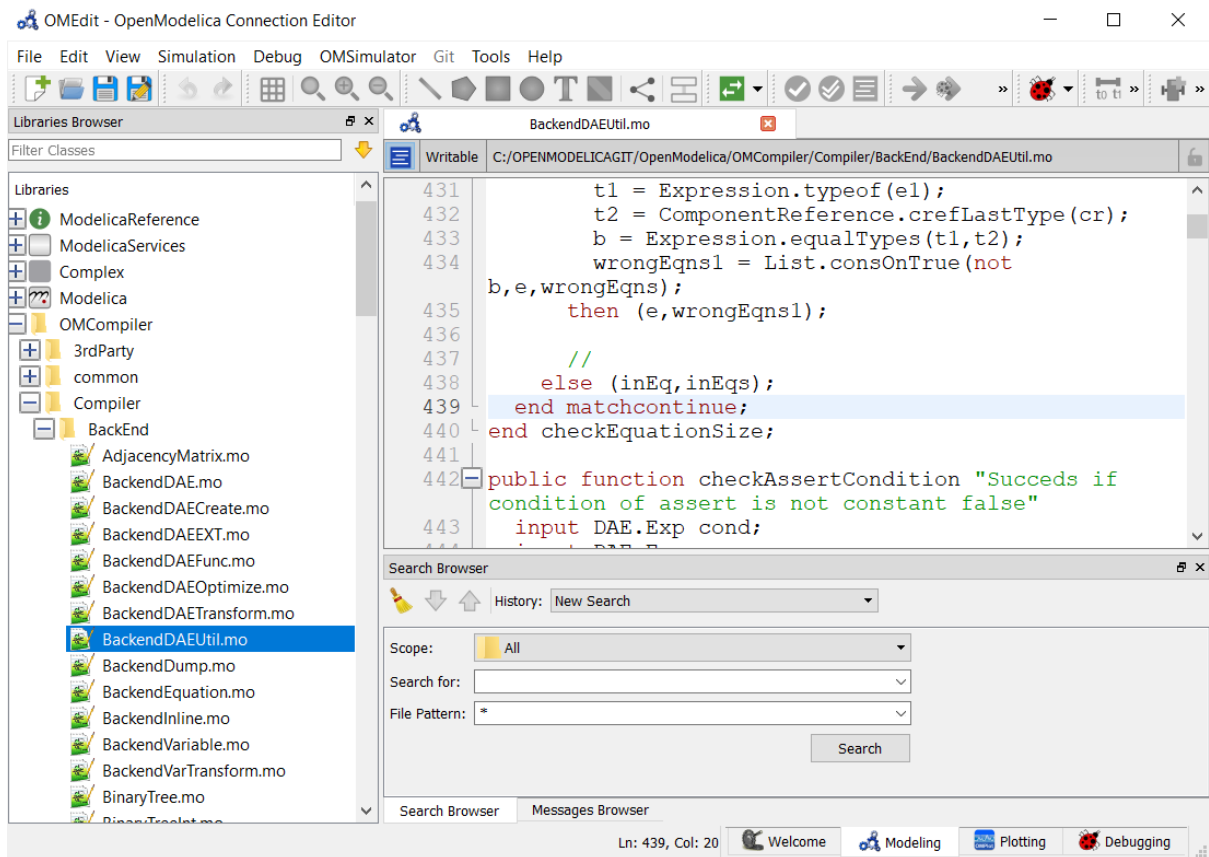 OMEdit - OpenModelica Connection Editor
File Edit View Simulation Debug OMSimulator Git Tools Help
T
to t1
» » »
Libraries Browser
Filter Classes
Libraries
ModelicaReference
ModelicaServices
Complex
Modelica
OMCompiler
3rdParty
common
Compiler
BackEnd
AdjacencyMatrix.mo
BackendDAE.mo
BackendDAECreate.mo
BackendDAEEXT.mo
BackendDAEFunc.mo
BackendDAEOptimize.mo
BackendDAETransform.mo
BackendDAEUtil.mo
BackendDump.mo
BackendEquation.mo
BackendInline.mo
BackendVariable.mo
BackendVarTransform.mo
BinaryTree.mo
BinaryTreeInt.mo
BackendDAEUtil.mo
Writable C:/OPENMODELICAGIT/OpenModelica/OMCompiler/Compiler/BackEnd/BackendDAEUtil.mo
431 t1 = Expression.typeof(e1);
432 t2 = ComponentReference.crefLastType(cr);
433 b = Expression.equalTypes(t1,t2);
434 wrongEqns1 = List.consOnTrue(not
b,e,wrongEqns);
435 then (e,wrongEqns1);
436
437 //
438 else (inEq,inEqs);
439 end matchcontinue;
440 end checkEquationSize;
441
442 public function checkAssertCondition "Succeds if
condition of assert is not constant false"
443 input DAE.Exp cond;
Search Browser
History: New Search
Scope: All
Search for:
File Pattern: *
Search
Search Browser Messages Browser
Ln: 439, Col: 20 Welcome Modeling Plotting Debugging